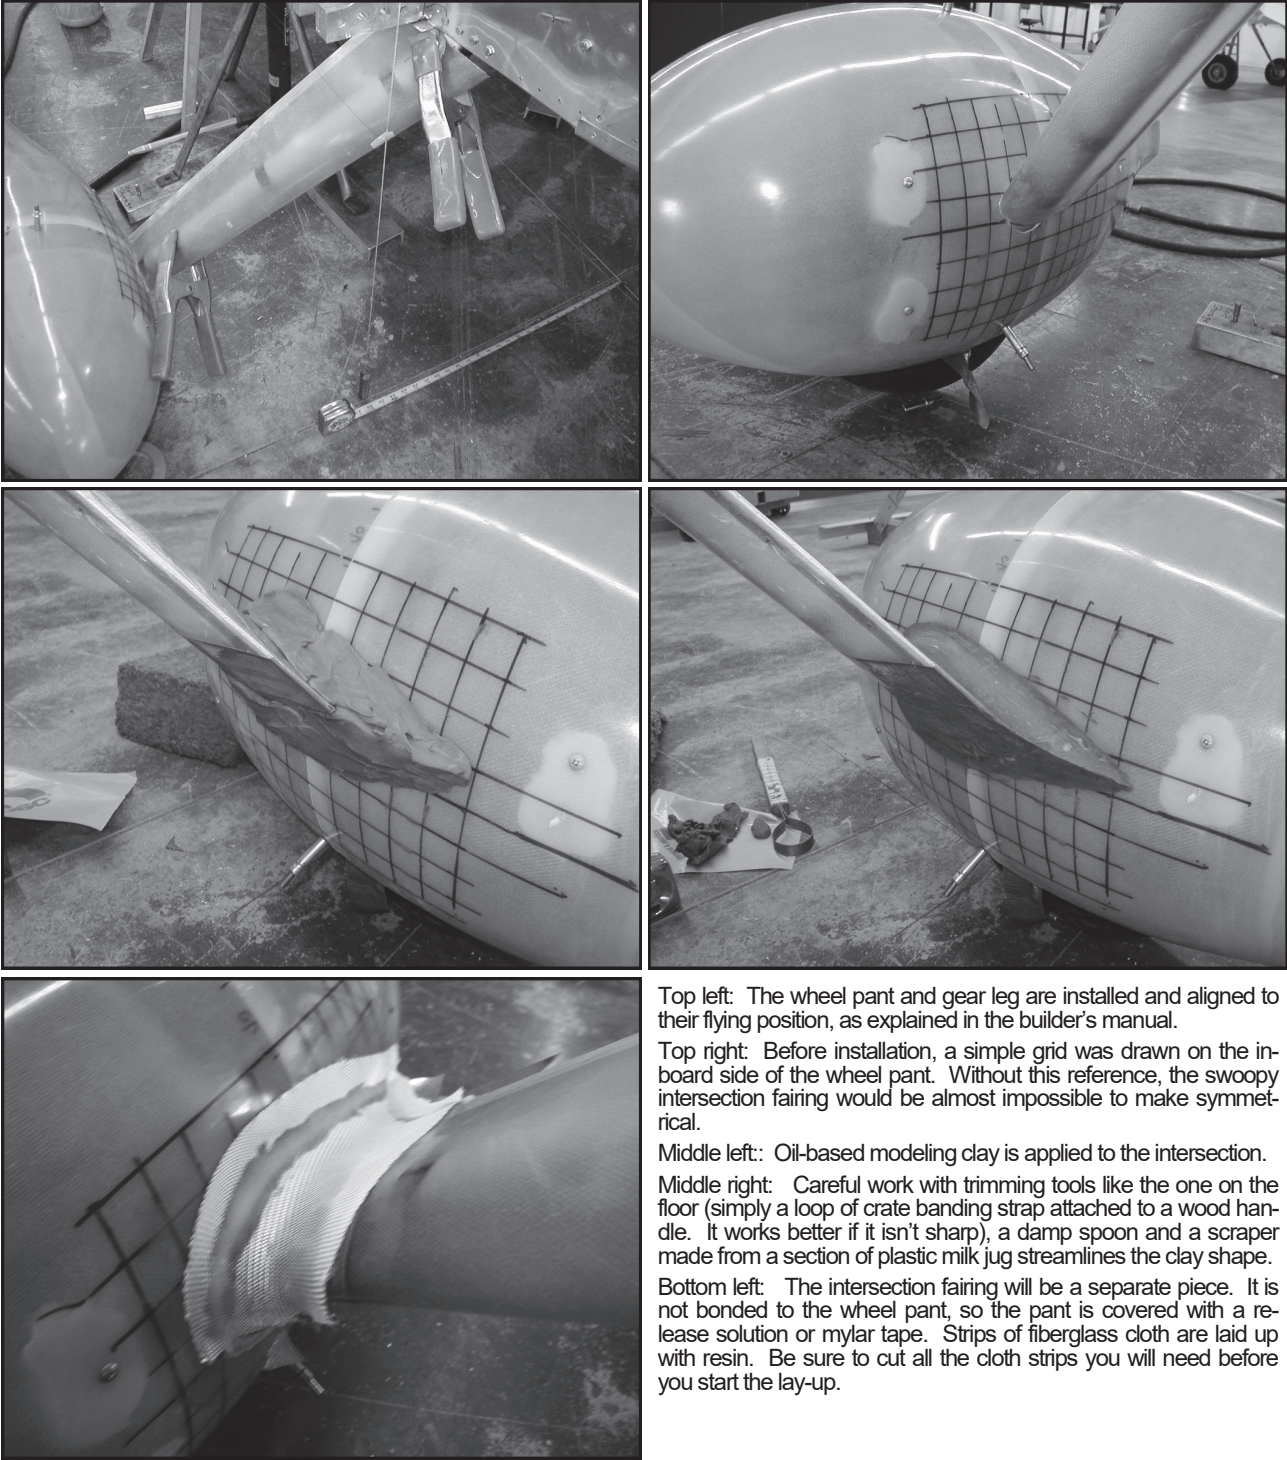 Top left:  The wheel pant and gear leg are installed and aligned to
their flying position, as explained in the builder’s manual.
Top right:  Before installation, a simple grid was drawn on the in-
board side of the wheel pant.  Without this reference, the swoopy
intersection fairing would be almost impossible to make symmet-
rical.
Middle left::  Oil-based modeling clay is applied to the intersection.
Middle right:  Careful work with trimming tools like the one on the
floor (simply a loop of crate banding strap attached to a wood han-
dle.  It works better if it isn’t sharp), a damp spoon and a scraper
made from a section of plastic milk jug streamlines the clay shape.
Bottom left:  The intersection fairing will be a separate piece.  It is
not bonded to the wheel pant, so the pant is covered with a re-
lease solution or mylar tape.  Strips of fiberglass cloth are laid up
with resin.  Be sure to cut all the cloth strips you will need before
you start the lay-up.